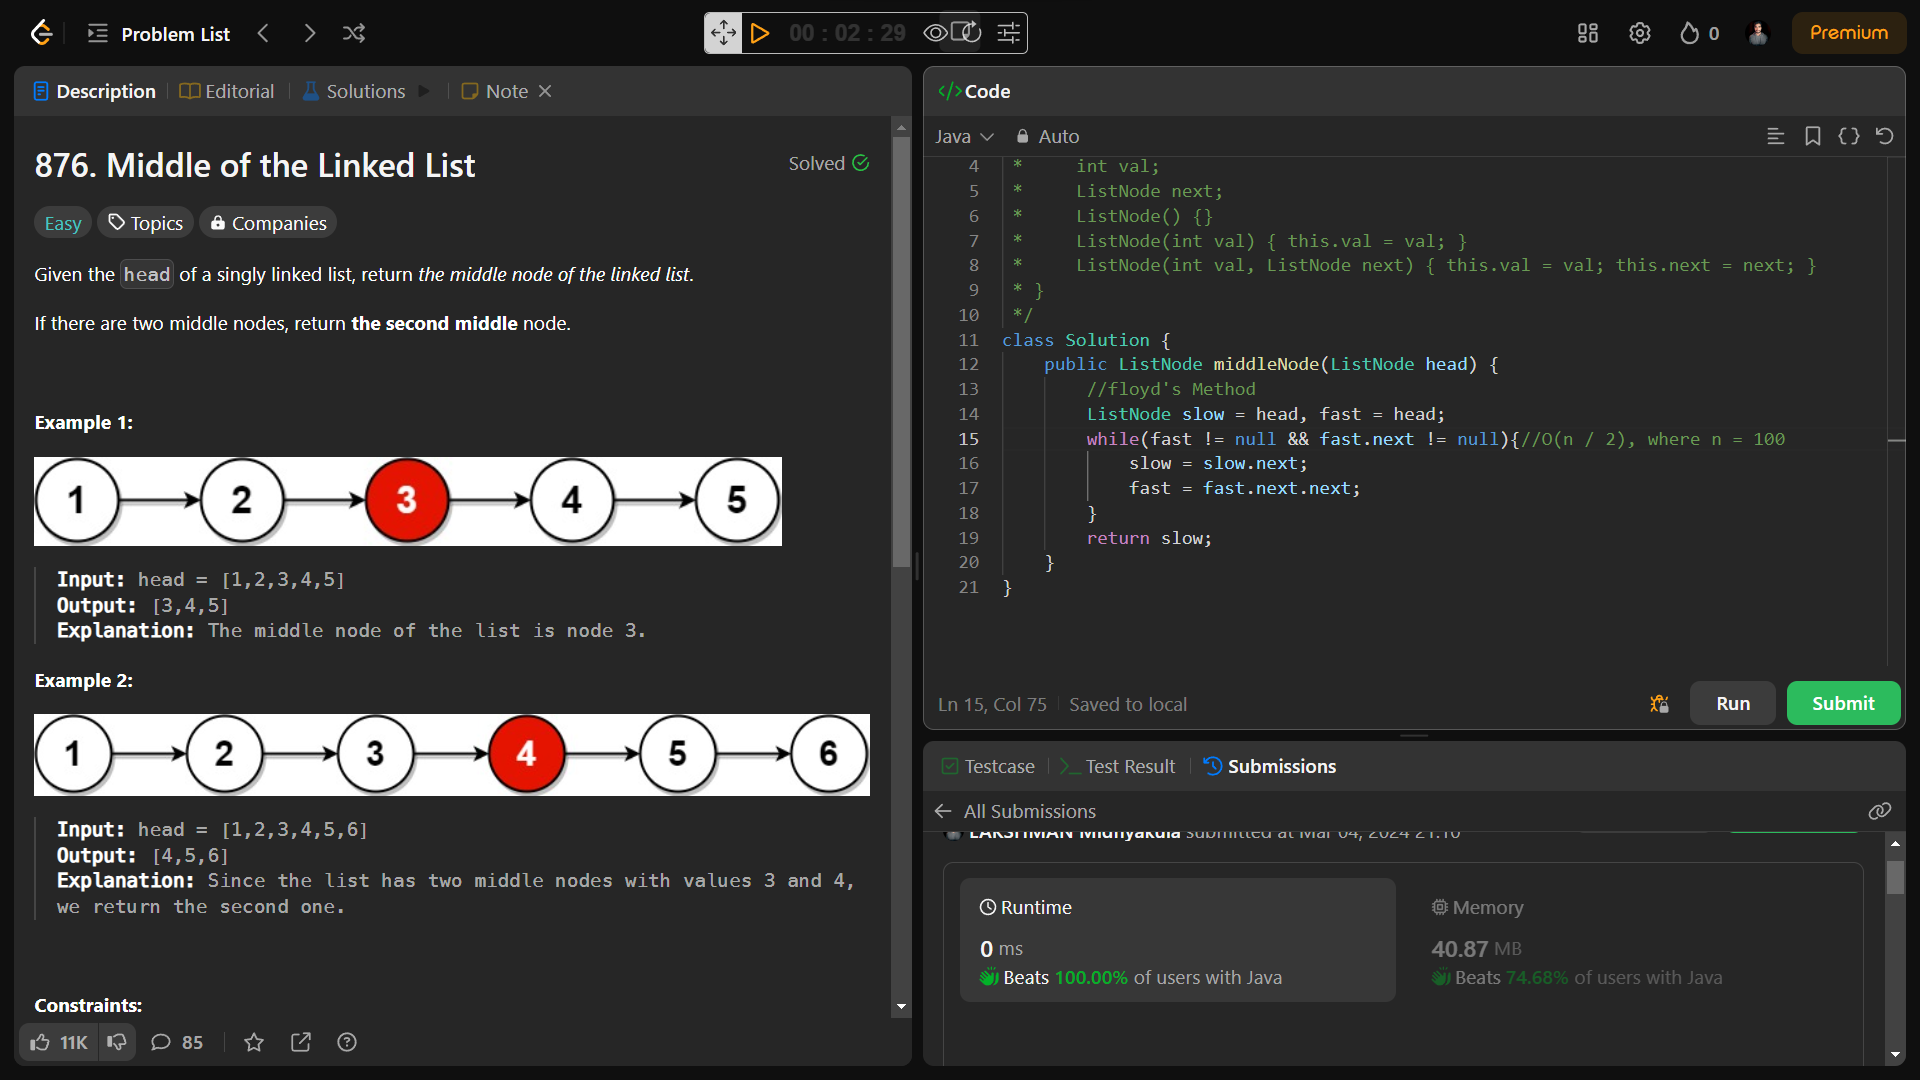 Problem List
00 : 02 : 29
0
Premium
Description
Editorial
Solutions
Note
876. Middle of the Linked List
Solved
Easy
Topics
Companies
Given the head of a singly linked list, return the middle node of the linked list.
If there are two middle nodes, return the second middle node.
Example 1:
1 2 3 4 5
Input: head = [1,2,3,4,5]
Output: [3,4,5]
Explanation: The middle node of the list is node 3.
Example 2:
1 2 3 4 5 6
Input: head = [1,2,3,4,5,6]
Output: [4,5,6]
Explanation: Since the list has two middle nodes with values 3 and 4,
we return the second one.
Constraints:
11K
85
</> Code
Java
Auto
4 * int val;
5 * ListNode next;
6 * ListNode() {}
7 * ListNode(int val) { this.val = val; }
8 * ListNode(int val, ListNode next) { this.val = val; this.next = next; }
9 * }
10 */
11 class Solution {
12 public ListNode middleNode(ListNode head) {
13 //floyd's Method
14 ListNode slow = head, fast = head;
15 while(fast != null && fast.next != null){//O(n / 2), where n = 100
16 slow = slow.next;
17 fast = fast.next.next;
18 }
19 return slow;
20 }
21 }
Ln 15, Col 75
Saved to local
Run
Submit
Testcase
Test Result
Submissions
All Submissions
LAKSHMAN Midhyakula submitted at Mar 04, 2024 21:10
Runtime
0 ms
Beats 100.00% of users with Java
Memory
40.87 MB
Beats 74.68% of users with Java